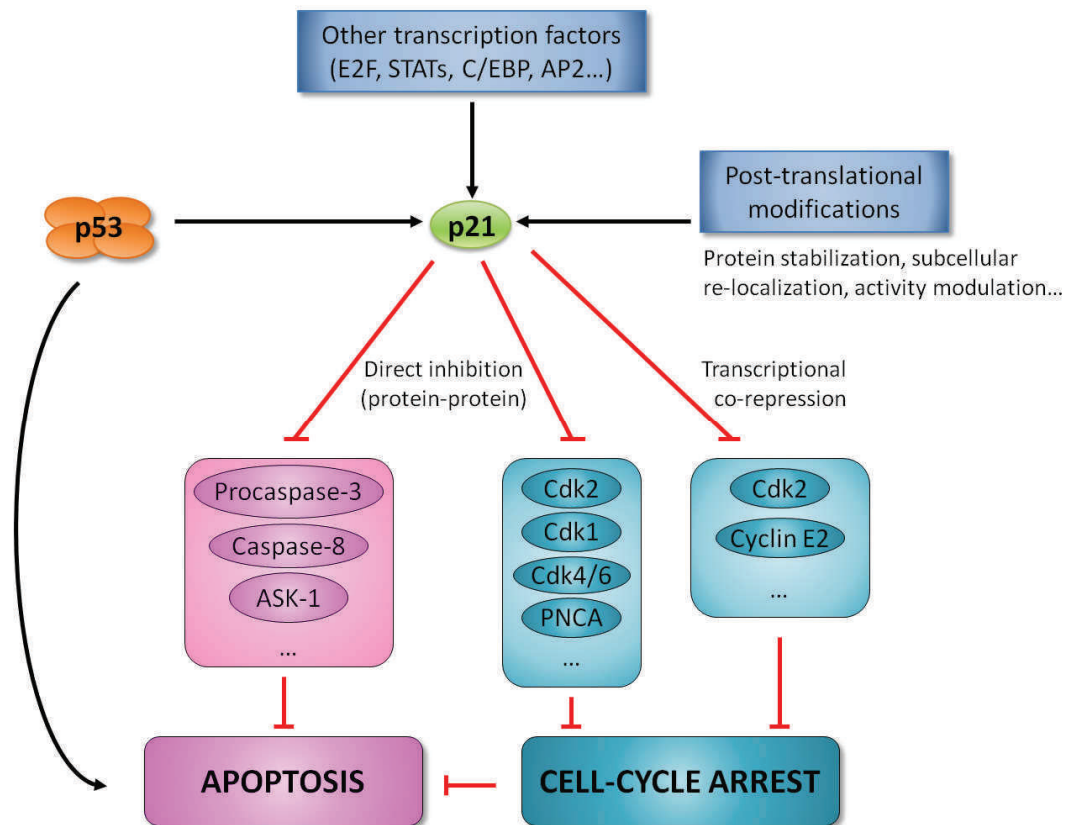 Other transcription factors
(E2F, STATs, C/EBP, AP2...)
Post-translational
modifications
p53
p21
Protein stabilization, subcellular
re-localization, activity modulation...
Direct inhibition
(protein-protein)
Transcriptional
co-repression
Procaspase-3
Caspase-8
ASK-1
...
Cdk2
Cdk1
Cdk4/6
PNCA
...
Cdk2
Cyclin E2
...
APOPTOSIS
CELL-CYCLE ARREST